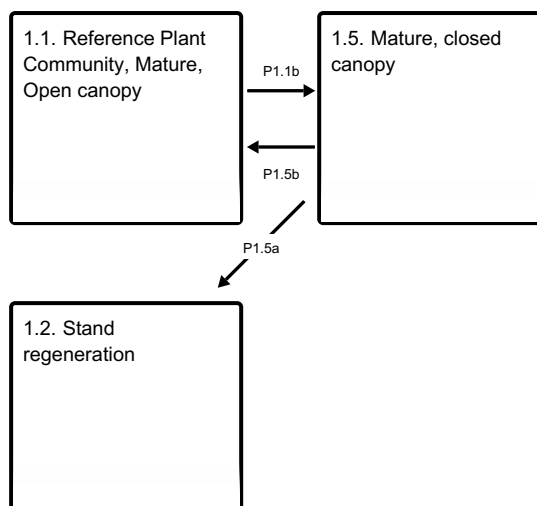 1.1. Reference Plant
Community, Mature,
Open canopy
P1.1b
1.5. Mature, closed
canopy
P1.5b
P1.5a
1.2. Stand
regeneration